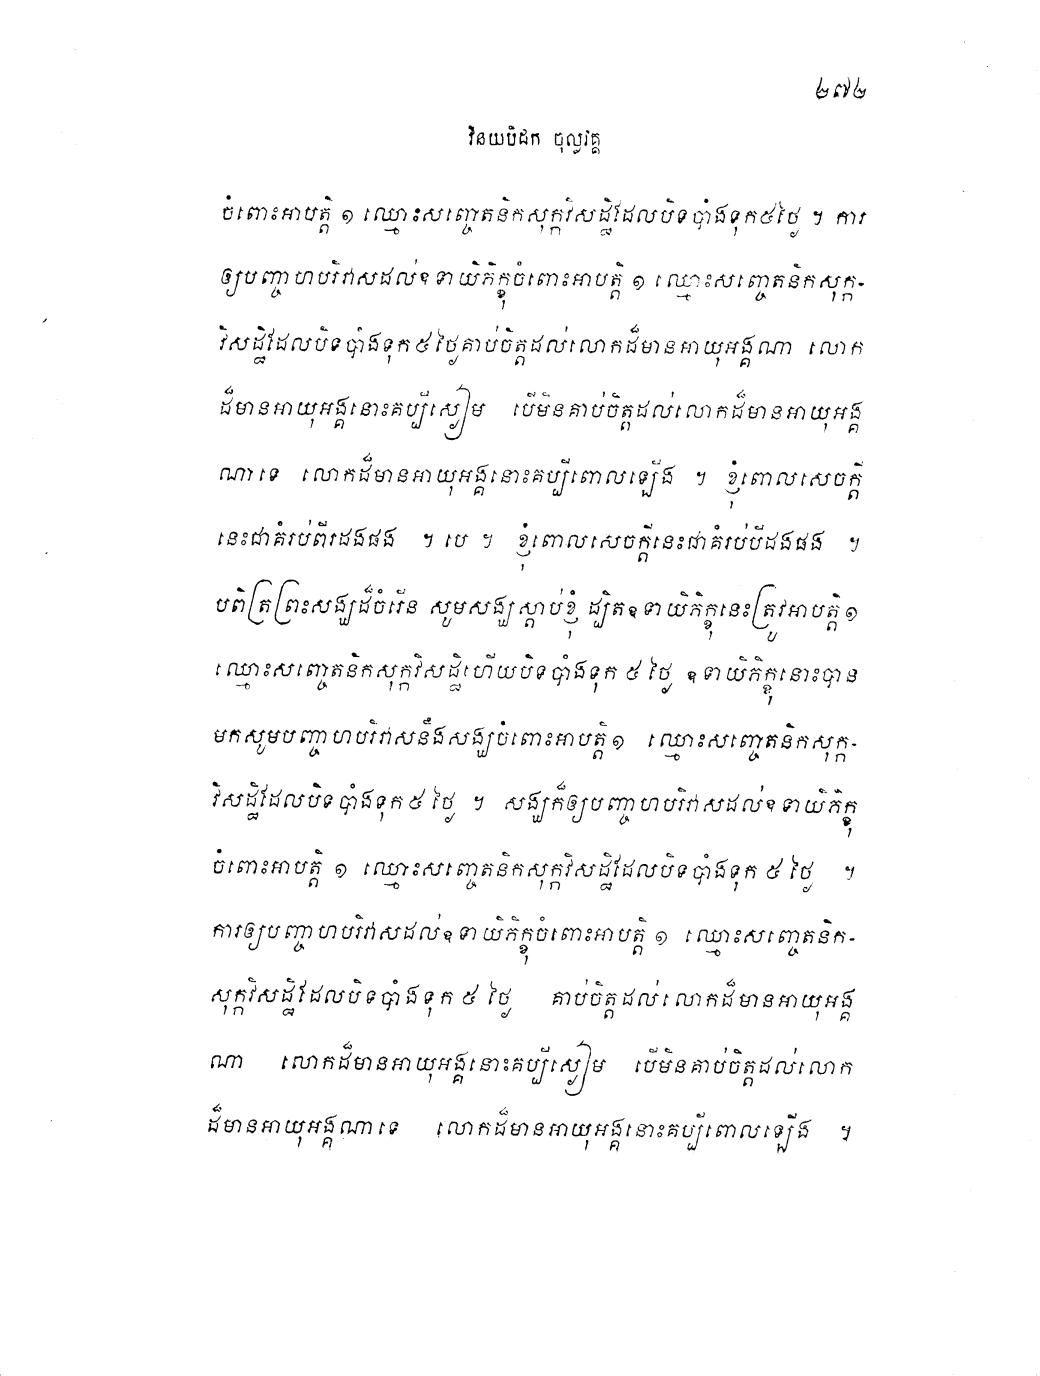 ២៧២
វិនយបិដក ចុល្លវគ្គ
ចំពោះអាបត្តិ ១ ឈ្មោះសញ្ចេតនិកសុក្កវិសដ្ឋិដែលបិទបាំងទុក៥ថ្ងៃ ។ ការ
ឲ្យបញ្ចាហបរិវាសដល់ឧទាយិភិក្ខុចំពោះអាបត្តិ ១ ឈ្មោះសញ្ចេតនិកសុក្ក-
វិសដ្ឋិដែលបិទបាំងទុក ៥ ថ្ងៃគាប់ចិត្តដល់លោកដ៏មានអាយុអង្គណា លោក
ដ៏មានអាយុអង្គនោះគប្បីស្ងៀម បើមិនគាប់ចិត្តដល់លោកដ៏មានអាយុអង្គ
ណាទេ លោកដ៏មានអាយុអង្គនោះគប្បីពោលឡើង ។ ខ្ញុំពោលសេចក្តី
នេះជាគំរប់ពីរដងផង ។ បេ ។ ខ្ញុំពោលសេចក្តីនេះជាគំរប់បីដងផង ។
បពិត្រព្រះសង្ឃដ៏ចំរើន សូមសង្ឃស្តាប់ខ្ញុំ ដ្បិតឧទាយិភិក្ខុនេះត្រូវអាបត្តិ ១
ឈ្មោះសញ្ចេតនិកសុក្កវិសដ្ឋិហើយបិទបាំងទុក ៥ ថ្ងៃ ឧទាយិភិក្ខុនោះបាន
មកសូមបញ្ចាហបរិវាសនឹងសង្ឃចំពោះអាបត្តិ ១ ឈ្មោះសញ្ចេតនិកសុក្ក-
វិសដ្ឋិដែលបិទបាំងទុក ៥ ថ្ងៃ ។ សង្ឃក៏ឲ្យបញ្ចាហបរិវាសដល់ឧទាយិភិក្ខុ
ចំពោះអាបត្តិ ១ ឈ្មោះសញ្ចេតនិកសុក្កវិសដ្ឋិដែលបិទបាំងទុក ៥ ថ្ងៃ ។
ការឲ្យបញ្ចាហបរិវាសដល់ឧទាយិភិក្ខុចំពោះអាបត្តិ ១ ឈ្មោះសញ្ចេតនិក-
សុក្កវិសដ្ឋិដែលបិទបាំងទុក ៥ ថ្ងៃ គាប់ចិត្តដល់លោកដ៏មានអាយុអង្គ
ណា លោកដ៏មានអាយុអង្គនោះគប្បីស្ងៀម បើមិនគាប់ចិត្តដល់លោក
ដ៏មានអាយុអង្គណាទេ លោកដ៏មានអាយុអង្គនោះគប្បីពោលឡើង ។